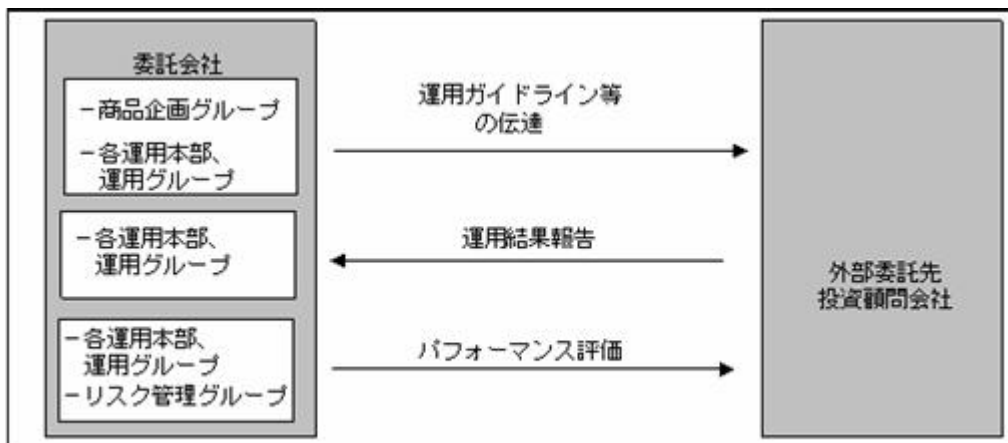 委託会社
－商品企画グループ
－各運用本部、
運用グループ
運用ガイドライン等
の伝達
－各運用本部、
運用グループ
運用結果報告
－各運用本部、
運用グループ
－リスク管理グループ
パフォーマンス評価
外部委託先
投資顧問会社